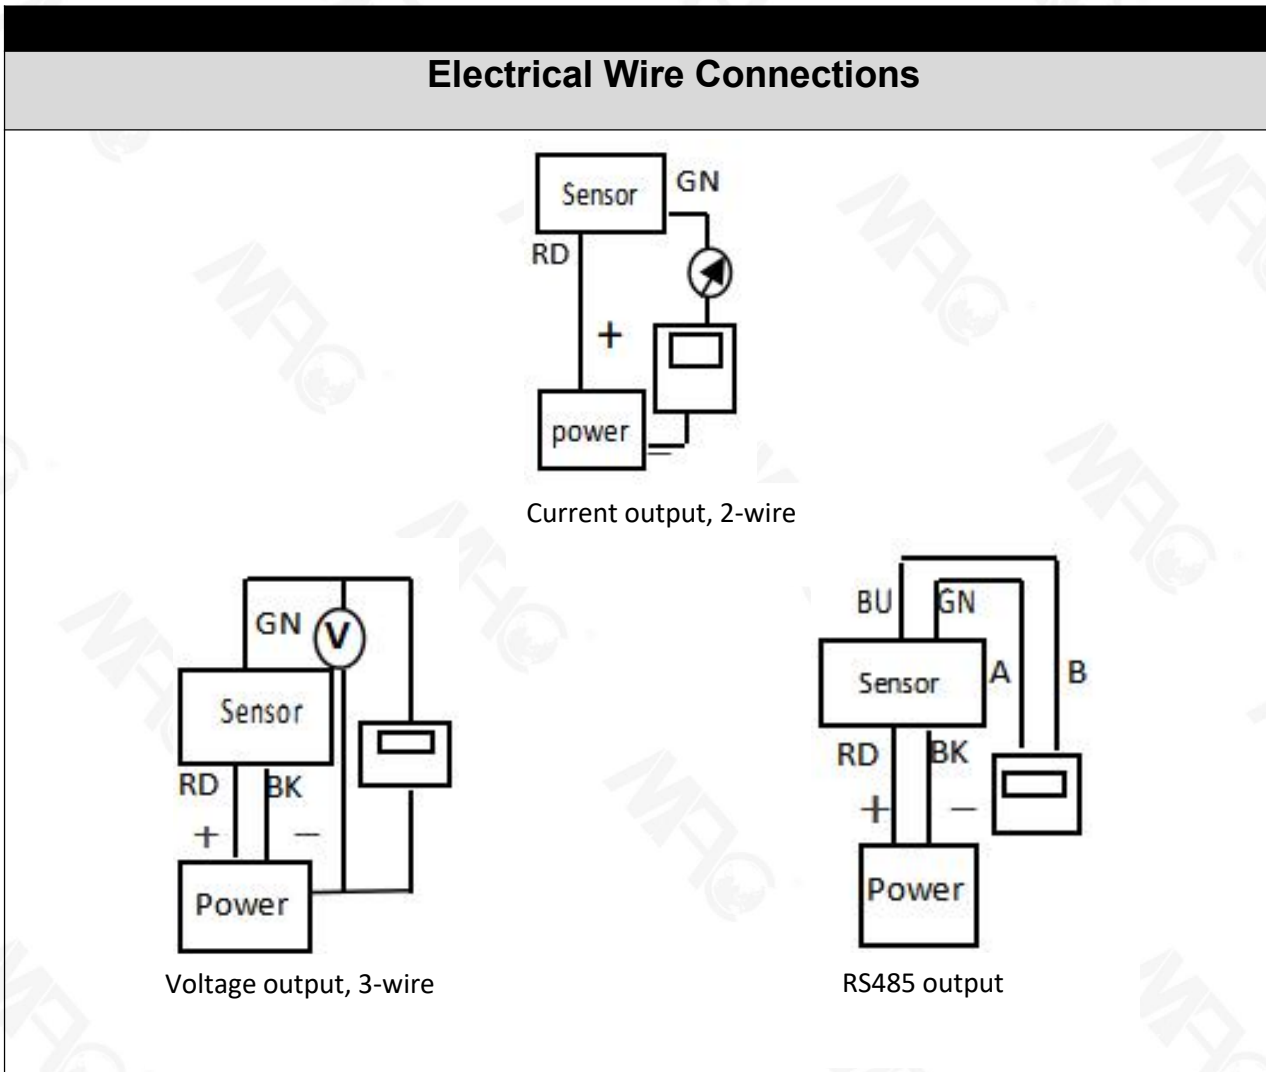 Electrical Wire Connections
Sensor
GN
RD
+
power
−
Current output, 2-wire
GN
V
Sensor
RD
BK
+
−
Power
Voltage output, 3-wire
BU
GN
Sensor
A
B
RD
BK
+
−
Power
RS485 output